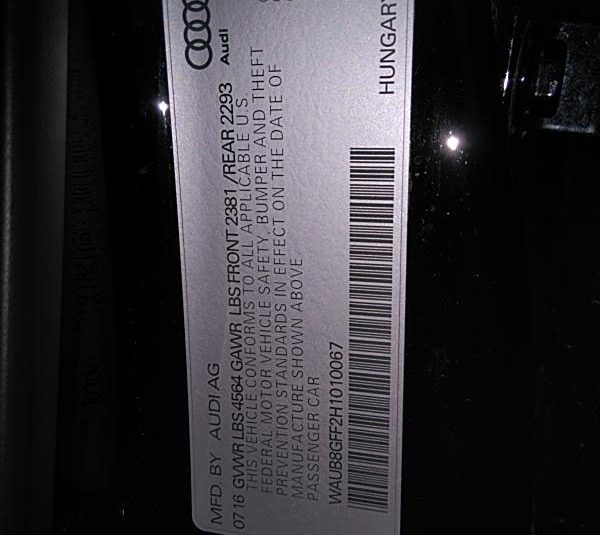 Audi
MFD. BY AUDI AG
07 16 GVWR LBS 4564 GAWR LBS FRONT 2381 /REAR 2293
THIS VEHICLE CONFORMS TO ALL APPLICABLE U S
FEDERAL MOTOR VEHICLE SAFETY, BUMPER AND THEFT
PREVENTION STANDARDS IN EFFECT ON THE DATE OF
MANUFACTURE SHOWN ABOVE
PASSENGER CAR
WAUB8GFF2H1010067
HUNGARY